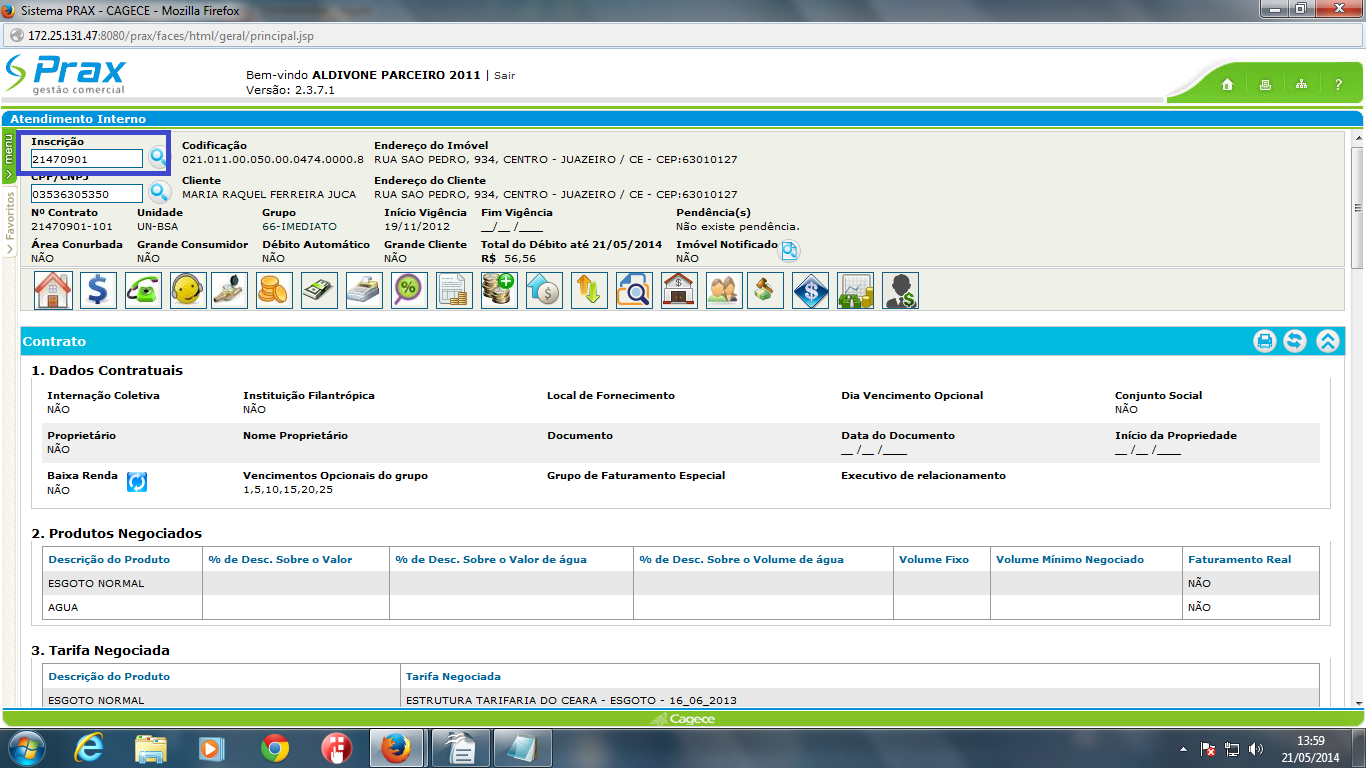 Sistema PRAX - CAGECE - Mozilla Firefox
172.25.131.47:8080/prax/faces/html/geral/principal.jsp
Prax
gestão comercial
Bem-vindo ALDIVONE PARCEIRO 2011 | Sair
Versão: 2.3.7.1
?
Atendimento Interno
menu
Favoritos
Inscrição Codificação Endereço do Imóvel
21470901 021.011.00.050.00.0474.0000.8 RUA SAO PEDRO, 934, CENTRO - JUAZEIRO / CE - CEP:63010127
CPF/CNPJ Cliente Endereço do Cliente
03536305350 MARIA RAQUEL FERREIRA JUCA RUA SAO PEDRO, 934, CENTRO - JUAZEIRO / CE - CEP:63010127
Nº Contrato Unidade Grupo Início Vigência Fim Vigência Pendência(s)
21470901-101 UN-BSA 66-IMEDIATO 19/11/2012 __/__ /____ Não existe pendência.
Área Conurbada Grande Consumidor Débito Automático Grande Cliente Total do Débito até 21/05/2014 Imóvel Notificado
NÃO NÃO NÃO NÃO R$ 56,56 NÃO
Contrato
1. Dados Contratuais
Internação Coletiva Instituição Filantrópica Local de Fornecimento Dia Vencimento Opcional Conjunto Social
NÃO NÃO NÃO
Proprietário Nome Proprietário Documento Data do Documento Início da Propriedade
NÃO __ /__ /____ __ /__ /____
Baixa Renda Vencimentos Opcionais do grupo Grupo de Faturamento Especial Executivo de relacionamento
NÃO 1,5,10,15,20,25
2. Produtos Negociados
Descrição do Produto % de Desc. Sobre o Valor % de Desc. Sobre o Valor de água % de Desc. Sobre o Volume de água Volume Fixo Volume Mínimo Negociado Faturamento Real
ESGOTO NORMAL NÃO
AGUA NÃO
3. Tarifa Negociada
Descrição do Produto Tarifa Negociada
ESGOTO NORMAL ESTRUTURA TARIFARIA DO CEARA - ESGOTO - 16_06_2013
Cagece
13:59
21/05/2014